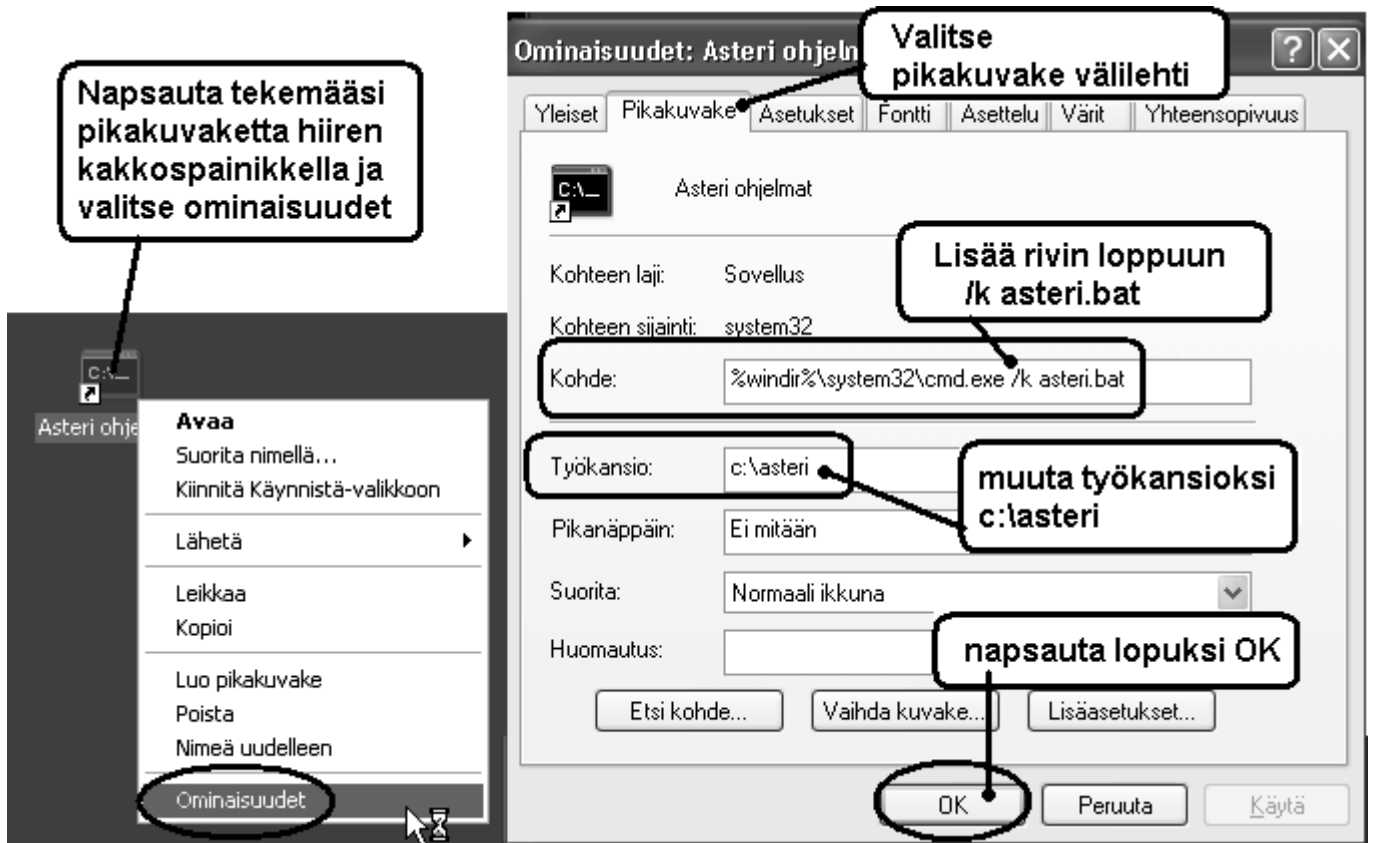 Napsauta tekemääsi
pikakuvaketta hiiren
kakkospainikkella ja
valitse ominaisuudet
C:\_
Asteri ohje
Avaa
Suorita nimellä...
Kiinnitä Käynnistä-valikkoon
Lähetä
Leikkaa
Kopioi
Luo pikakuvake
Poista
Nimeä uudelleen
Ominaisuudet
Ominaisuudet: Asteri ohjelm
Valitse
pikakuvake välilehti
Yleiset Pikakuvake Asetukset Fontti Asettelu Värit Yhteensopivuus
C:\_
Asteri ohjelmat
Lisää rivin loppuun
/k asteri.bat
Kohteen laji: Sovellus
Kohteen sijainti: system32
Kohde: %windir%\system32\cmd.exe /k asteri.bat
Työkansio: c:\asteri
muuta työkansioksi
c:\asteri
Pikanäppäin: Ei mitään
Suorita: Normaali ikkuna
Huomautus:
napsauta lopuksi OK
Etsi kohde... Vaihda kuvake... Lisäasetukset...
OK Peruuta Käytä